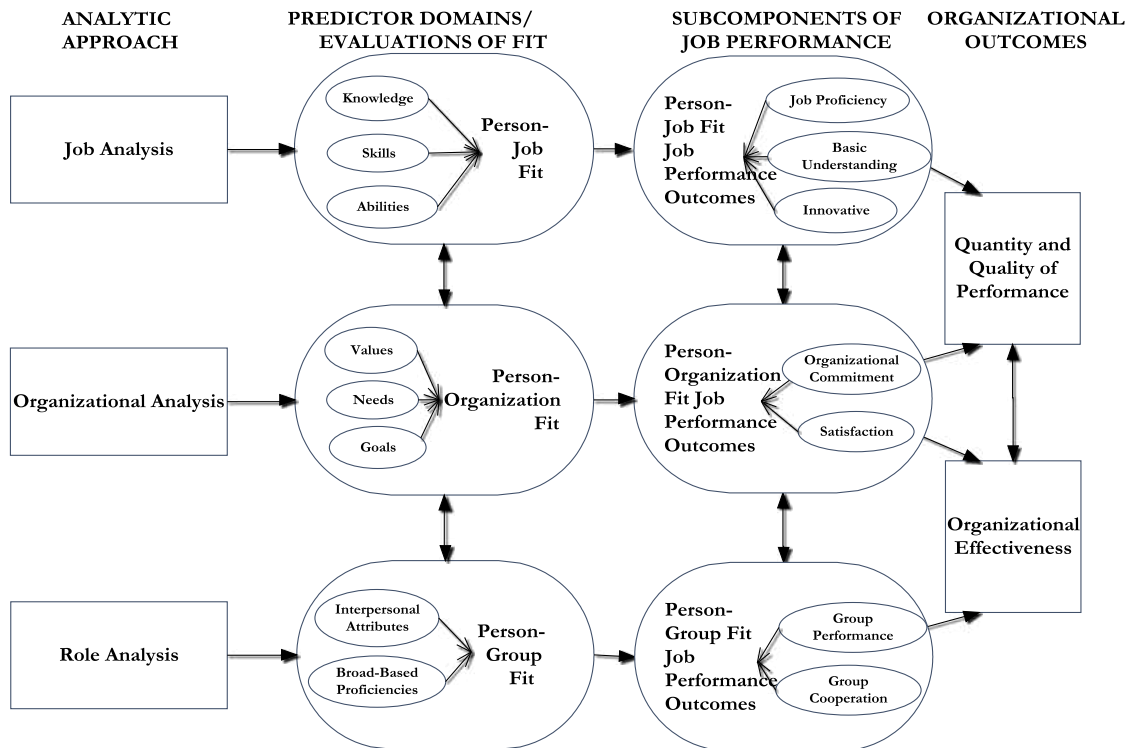 ANALYTIC
APPROACH
PREDICTOR DOMAINS/
EVALUATIONS OF FIT
SUBCOMPONENTS OF
JOB PERFORMANCE
ORGANIZATIONAL
OUTCOMES
Job Analysis
Knowledge
Skills
Abilities
Person-
Job
Fit
Person-
Job Fit
Job
Performance
Outcomes
Job Proficiency
Basic
Understanding
Innovative
Quantity and
Quality of
Performance
Organizational Analysis
Values
Needs
Goals
Person-
Organization
Fit
Person-
Organization
Fit Job
Performance
Outcomes
Organizational
Commitment
Satisfaction
Organizational
Effectiveness
Role Analysis
Interpersonal
Attributes
Broad-Based
Proficiencies
Person-
Group
Fit
Person-
Group Fit
Job
Performance
Outcomes
Group
Performance
Group
Cooperation